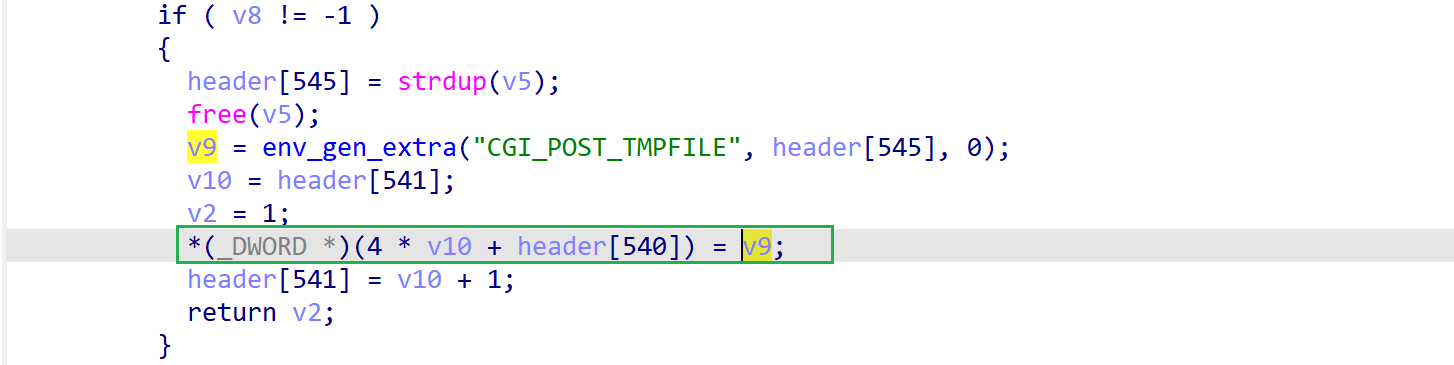 if ( v8 != -1 )
{
header[545] = strdup(v5);
free(v5);
v9 = env_gen_extra("CGI_POST_TMPFILE", header[545], 0);
v10 = header[541];
v2 = 1;
*(_DWORD *)(4 * v10 + header[540]) = v9;
header[541] = v10 + 1;
return v2;
}